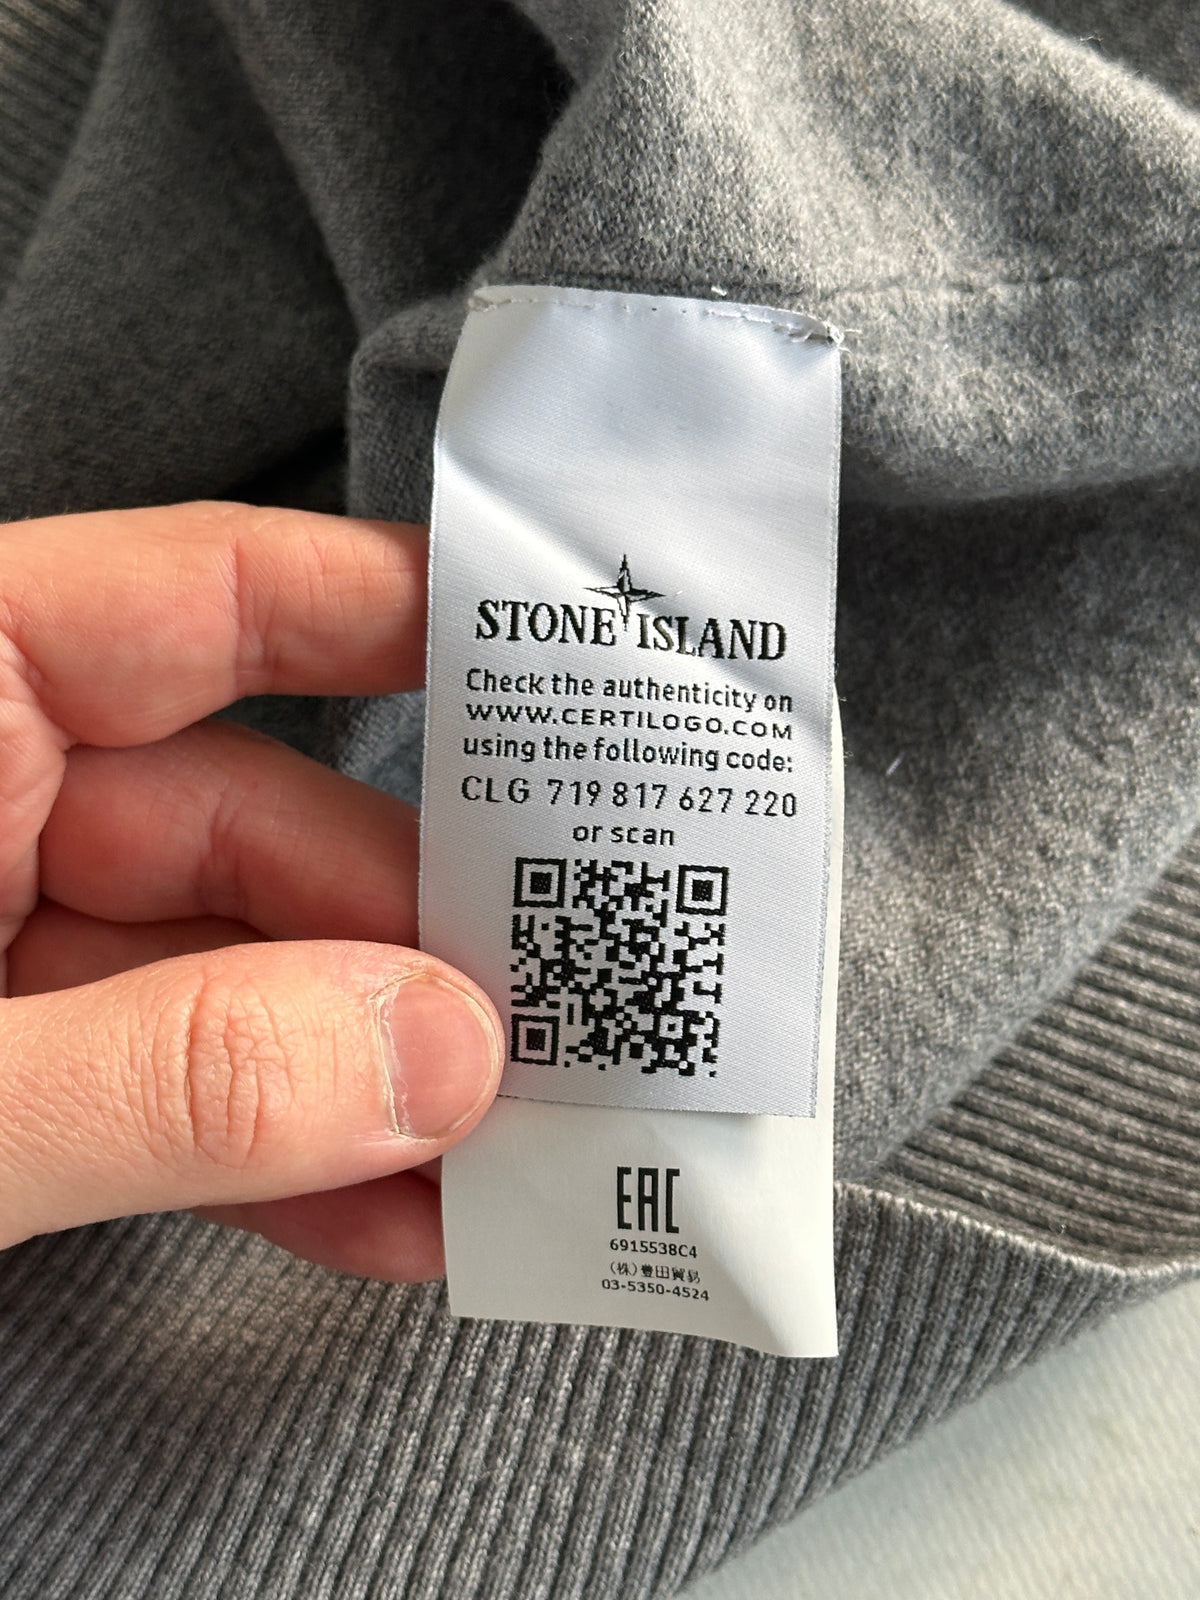 STONE ISLAND
Check the authenticity on
WWW.CERTILOGO.COM
using the following code:
CLG 719 817 627 220
or scan
EAC
6915538C4
(株)豊田貿易
03-5350-4524